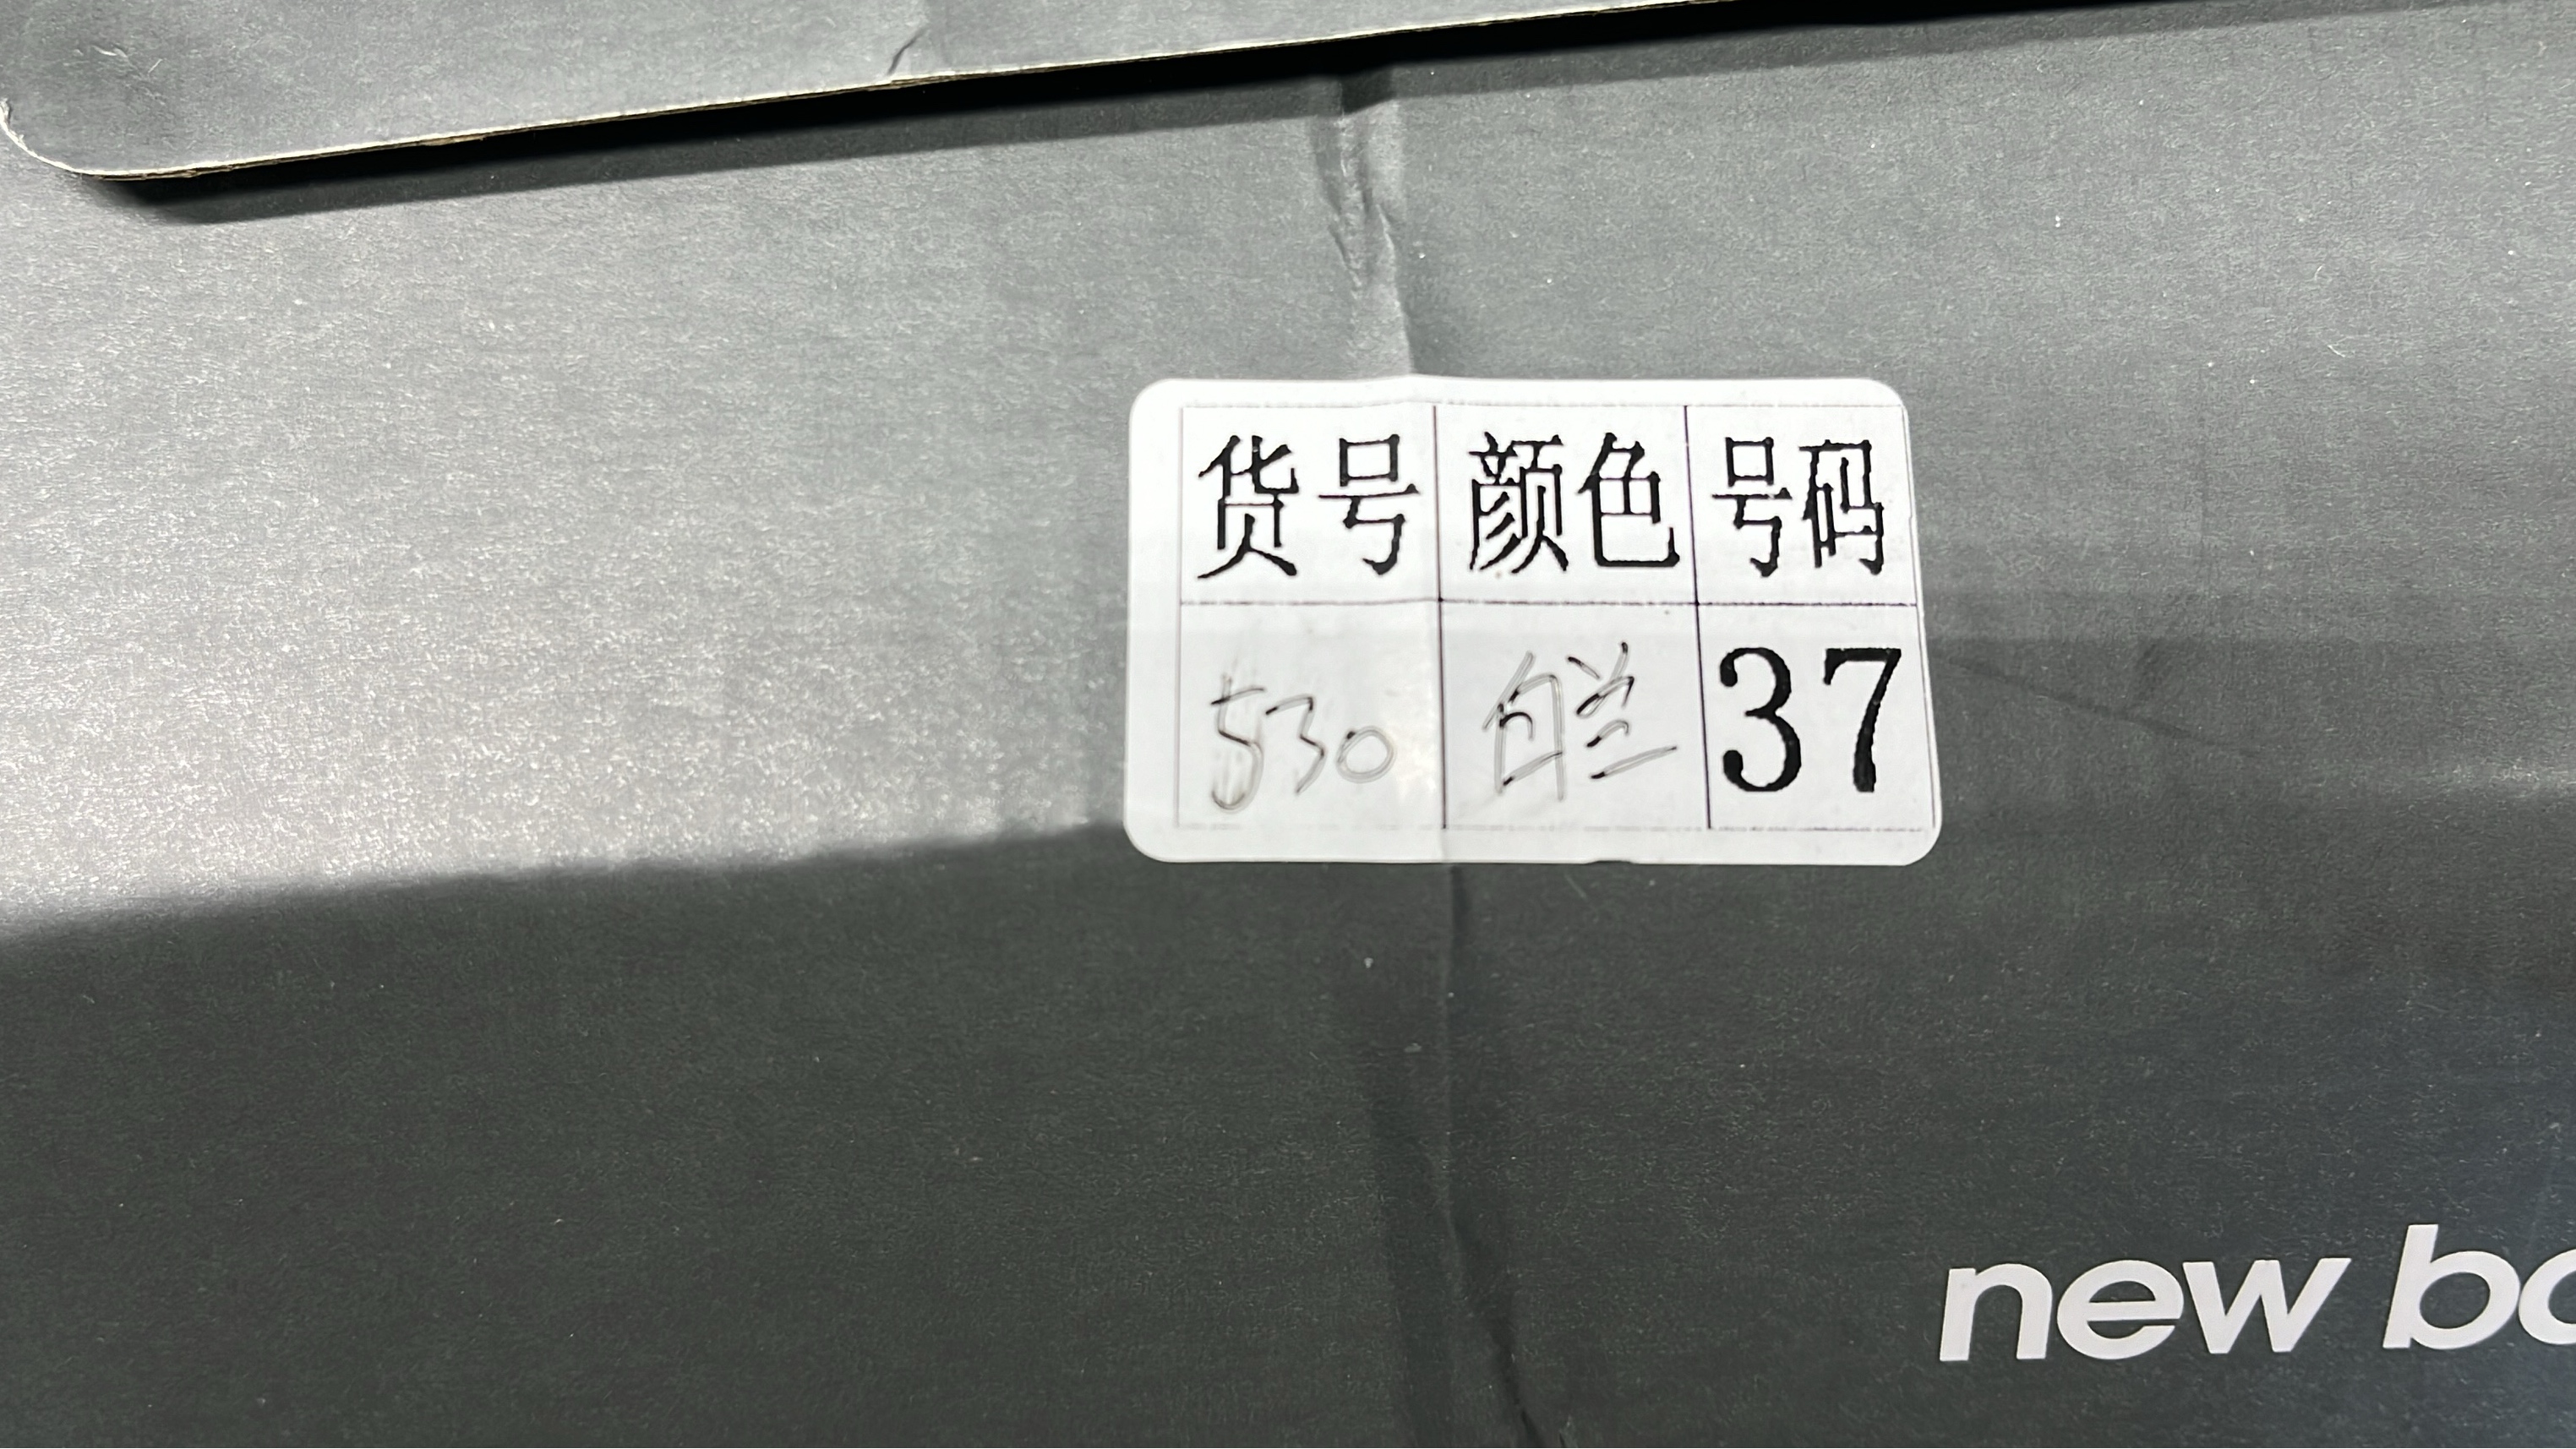 货号 颜色 号码
530 白兰 37
new ba